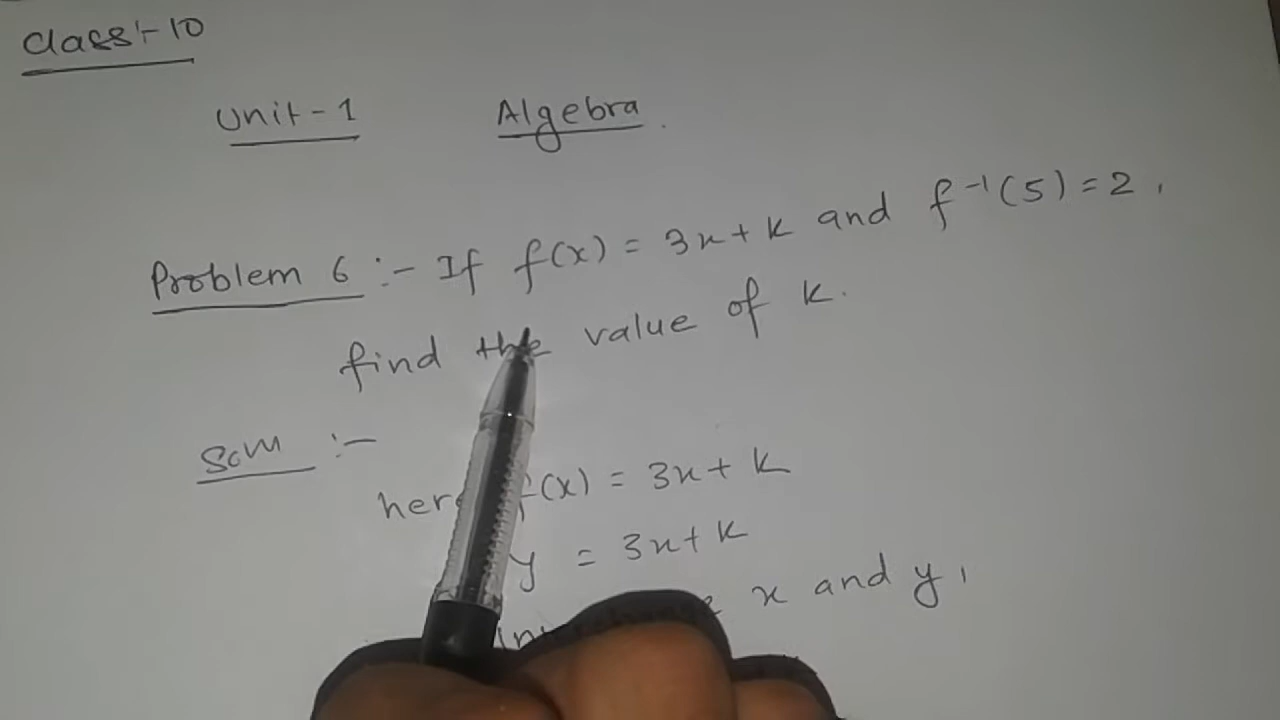 Class:- 10
Unit-1 Algebra.
Problem 6 :- If f(x) = 3x + k and f⁻¹(5) = 2,
find the value of k.
Soln :-
here f(x) = 3x + k
y = 3x + k
x and y,